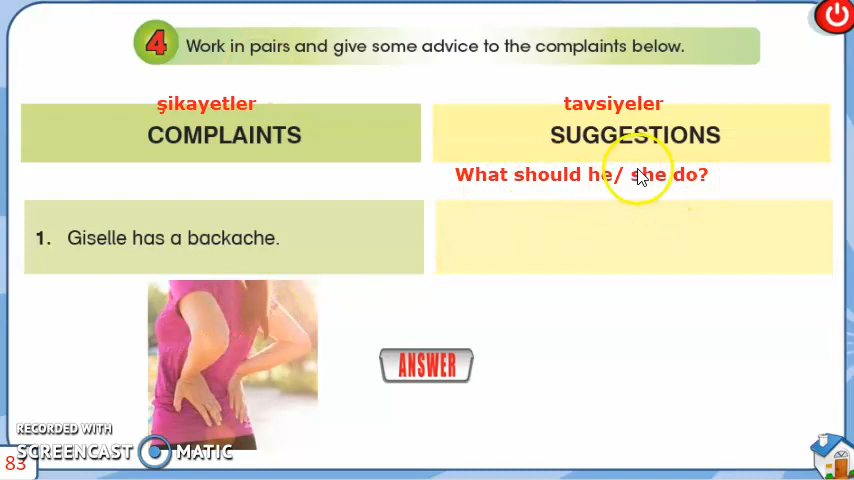 4 Work in pairs and give some advice to the complaints below.
şikayetler
COMPLAINTS
tavsiyeler
SUGGESTIONS
What should he/ she do?
1. Giselle has a backache.
ANSWER
RECORDED WITH
SCREENCAST MATIC
83